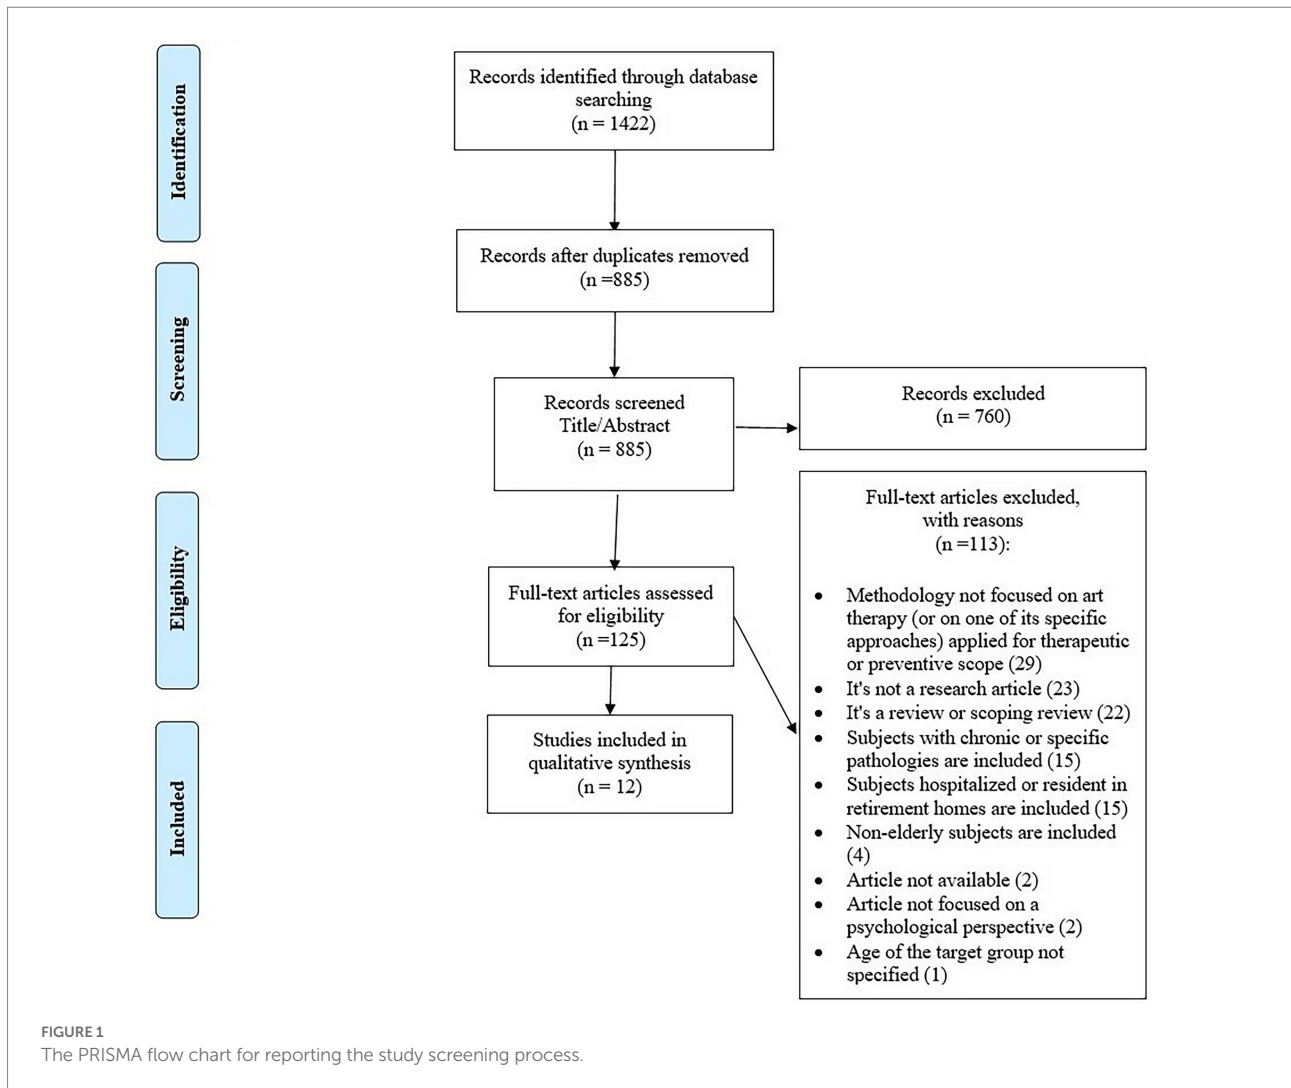 Identification
Records identified through database
searching
(n = 1422)
Records after duplicates removed
(n =885)
Screening
Records screened
Title/Abstract
(n = 885)
Records excluded
(n = 760)
Eligibility
Full-text articles assessed
for eligibility
(n =125)
Full-text articles excluded,
with reasons
(n =113):
• Methodology not focused on art
therapy (or on one of its specific
approaches) applied for therapeutic
or preventive scope (29)
• It's not a research article (23)
• It's a review or scoping review (22)
• Subjects with chronic or specific
pathologies are included (15)
• Subjects hospitalized or resident in
retirement homes are included (15)
• Non-elderly subjects are included
(4)
• Article not available (2)
• Article not focused on a
psychological perspective (2)
• Age of the target group not
specified (1)
Included
Studies included in
qualitative synthesis
(n = 12)
FIGURE 1
The PRISMA flow chart for reporting the study screening process.